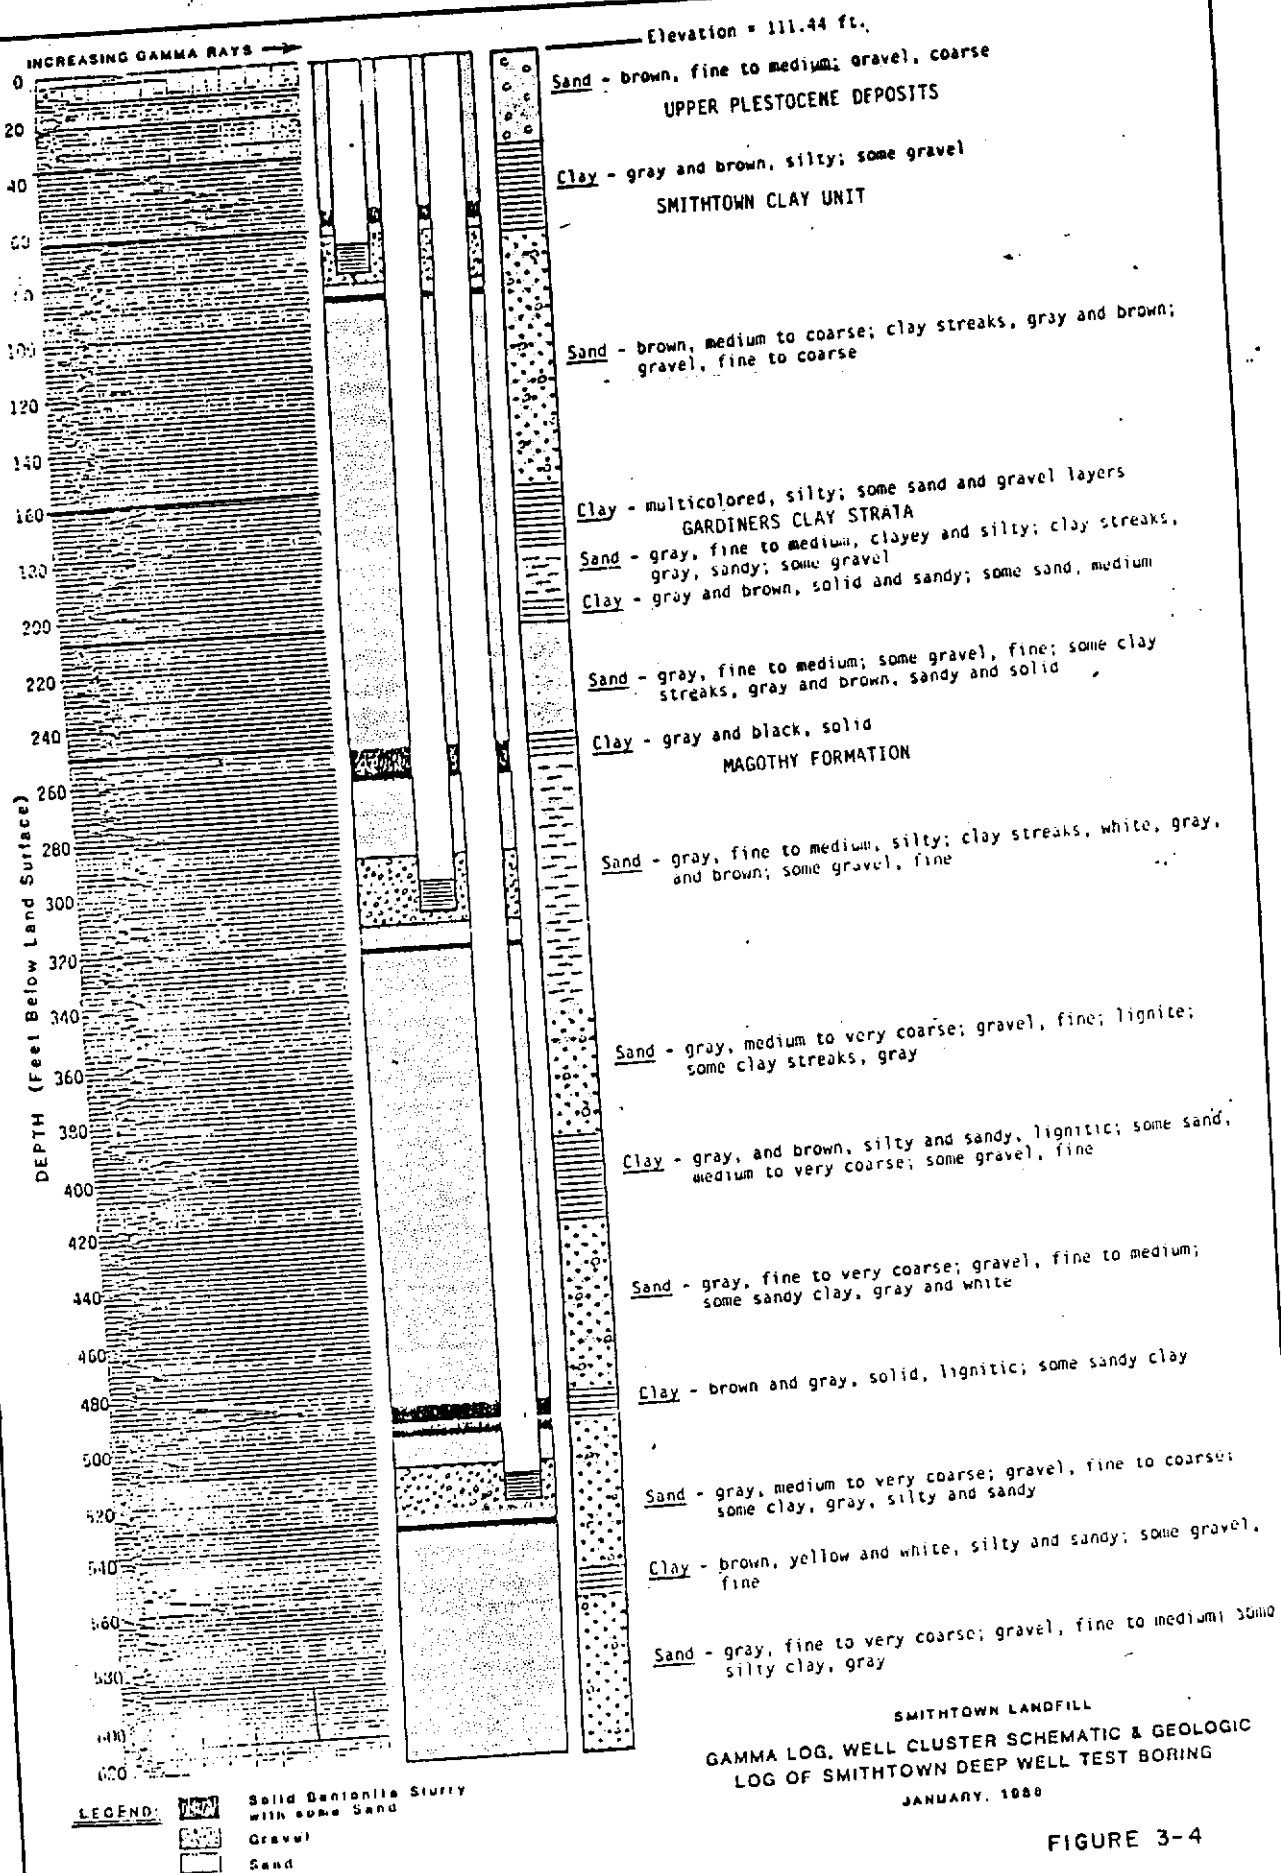 INCREASING GAMMA RAYS
Elevation = 111.44 ft.
Sand - brown, fine to medium; gravel, coarse
UPPER PLESTOCENE DEPOSITS
Clay - gray and brown, silty; some gravel
SMITHTOWN CLAY UNIT
Sand - brown, medium to coarse; clay streaks, gray and brown;
gravel, fine to coarse
Clay - multicolored, silty; some sand and gravel layers
GARDINERS CLAY STRATA
Sand - gray, fine to medium, clayey and silty; clay streaks,
gray, sandy; some gravel
Clay - gray and brown, solid and sandy; some sand, medium
Sand - gray, fine to medium; some gravel, fine; some clay
streaks, gray and brown, sandy and solid
Clay - gray and black, solid
MAGOTHY FORMATION
Sand - gray, fine to medium, silty; clay streaks, white, gray,
and brown; some gravel, fine
Sand - gray, medium to very coarse; gravel, fine; lignite;
some clay streaks, gray
Clay - gray, and brown, silty and sandy, lignitic; some sand,
medium to very coarse; some gravel, fine
Sand - gray, fine to very coarse; gravel, fine to medium;
some sandy clay, gray and white
Clay - brown and gray, solid, lignitic; some sandy clay
Sand - gray, medium to very coarse; gravel, fine to coarse;
some clay, gray, silty and sandy
Clay - brown, yellow and white, silty and sandy; some gravel,
fine
Sand - gray, fine to very coarse; gravel, fine to medium; some
silty clay, gray
DEPTH (Feet Below Land Surface)
0
20
40
60
80
100
120
140
160
180
200
220
240
260
280
300
320
340
360
380
400
420
440
460
480
500
520
540
560
580
600
620
SMITHTOWN LANDFILL
GAMMA LOG, WELL CLUSTER SCHEMATIC & GEOLOGIC
LOG OF SMITHTOWN DEEP WELL TEST BORING
JANUARY, 1988
LEGEND:
Solid Bentonite Slurry
with some Sand
Gravel
Sand
FIGURE 3-4